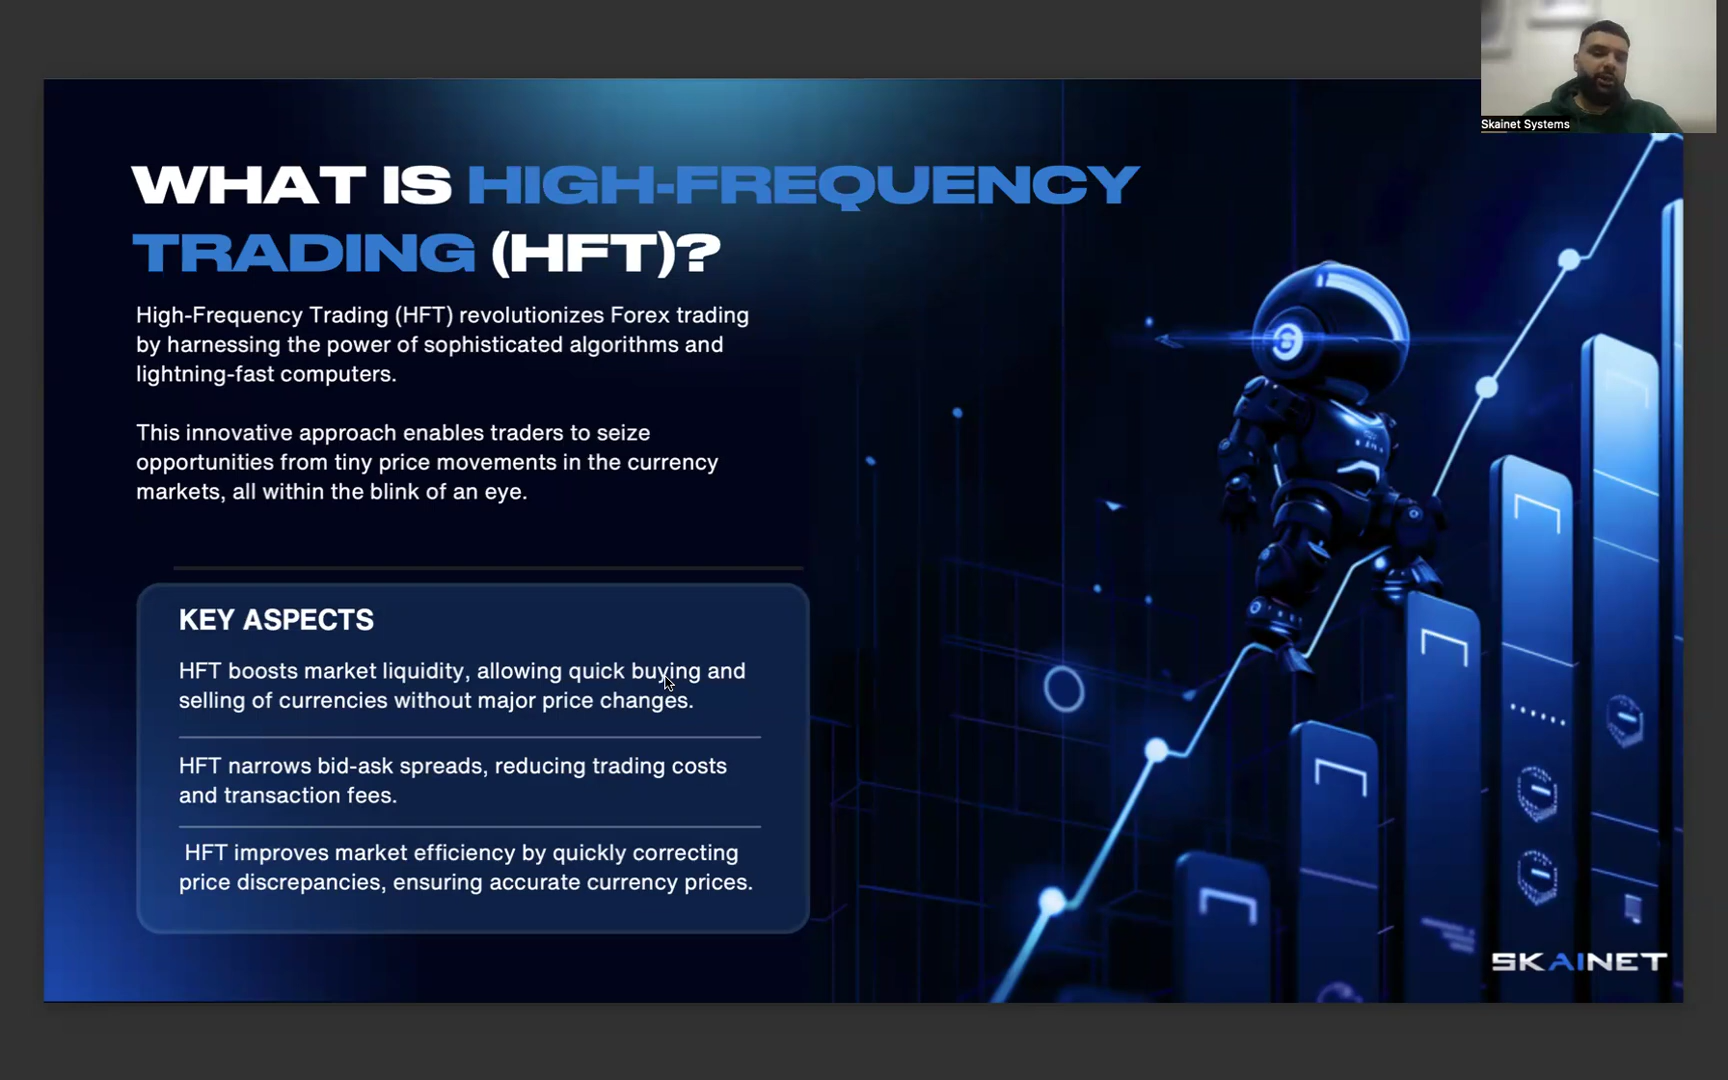 Skainet Systems
WHAT IS HIGH-FREQUENCY
TRADING (HFT)?
High-Frequency Trading (HFT) revolutionizes Forex trading
by harnessing the power of sophisticated algorithms and
lightning-fast computers.
This innovative approach enables traders to seize
opportunities from tiny price movements in the currency
markets, all within the blink of an eye.
KEY ASPECTS
HFT boosts market liquidity, allowing quick buying and
selling of currencies without major price changes.
HFT narrows bid-ask spreads, reducing trading costs
and transaction fees.
HFT improves market efficiency by quickly correcting
price discrepancies, ensuring accurate currency prices.
SKAINET